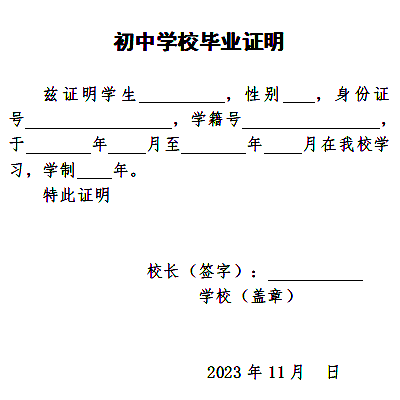 初中学校毕业证明
兹证明学生__________，性别____，身份证
号__________________，学籍号_________________，
于________年____月至________年____月在我校学
习，学制____年。
特此证明
校长（签字）：___________
学校（盖章）
2023 年 11 月 日